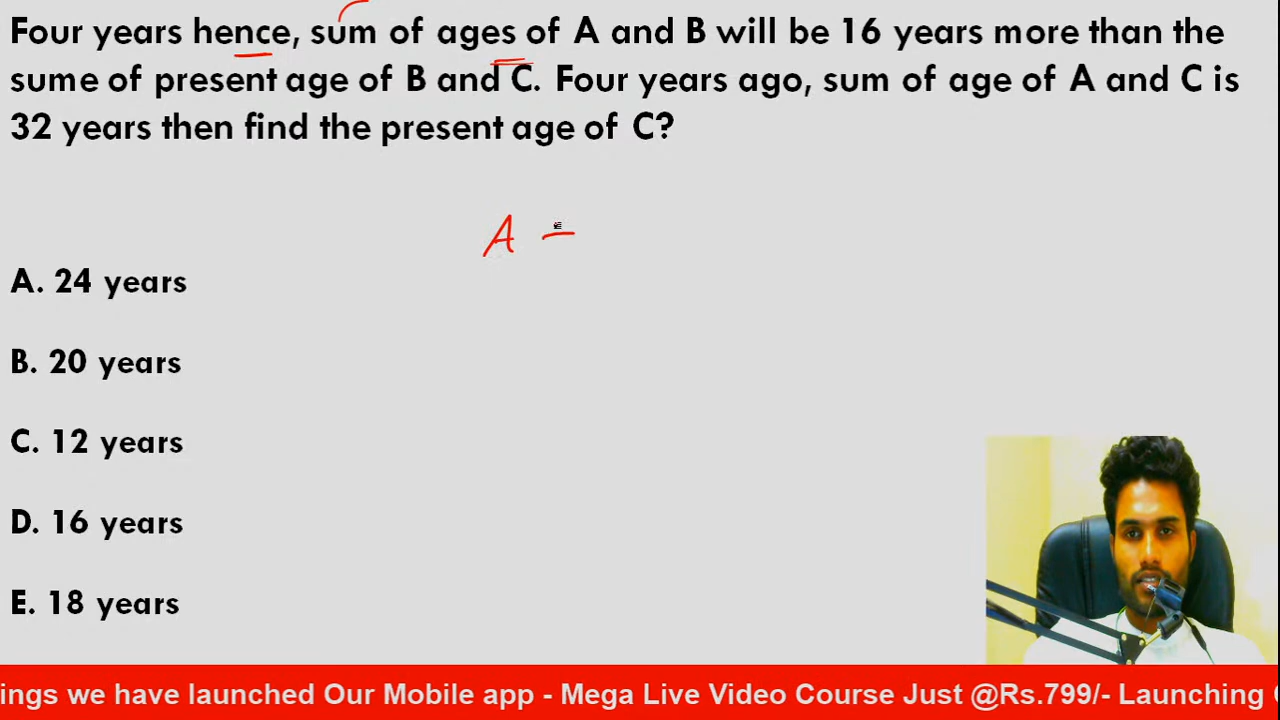 Four years hence, sum of ages of A and B will be 16 years more than the
sume of present age of B and C. Four years ago, sum of age of A and C is
32 years then find the present age of C?
A =
A. 24 years
B. 20 years
C. 12 years
D. 16 years
E. 18 years
ings we have launched Our Mobile app - Mega Live Video Course Just @Rs.799/- Launching